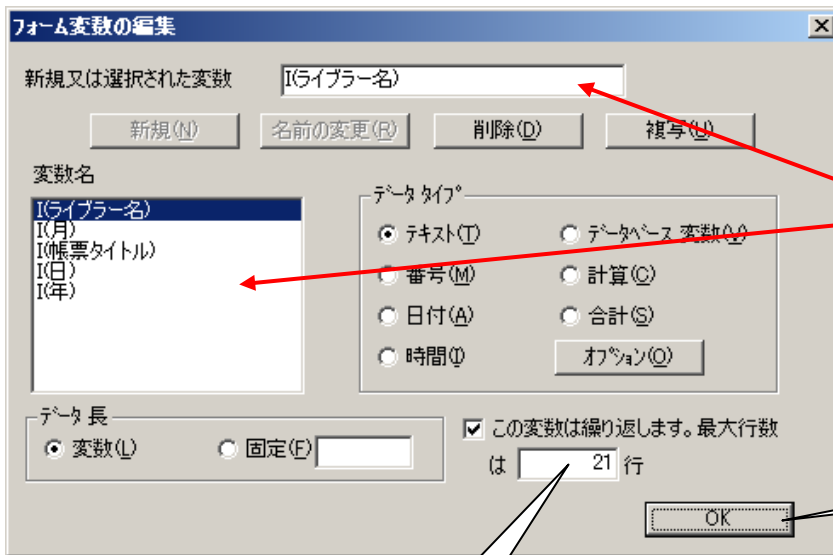 フォーム変数の編集
新規又は選択された変数 I(ライブラー名)
新規(N) 名前の変更(R) 削除(D) 複写(U)
変数名
I(ライブラー名)
I(月)
I(帳票タイトル)
I(日)
I(年)
データ タイプ
テキスト(T) データベース 変数(V)
番号(M) 計算(C)
日付(A) 合計(S)
時間(I) オプション(O)
データ 長
変数(L) 固定(F)
この変数は繰り返します。最大行数
は 21 行
OK